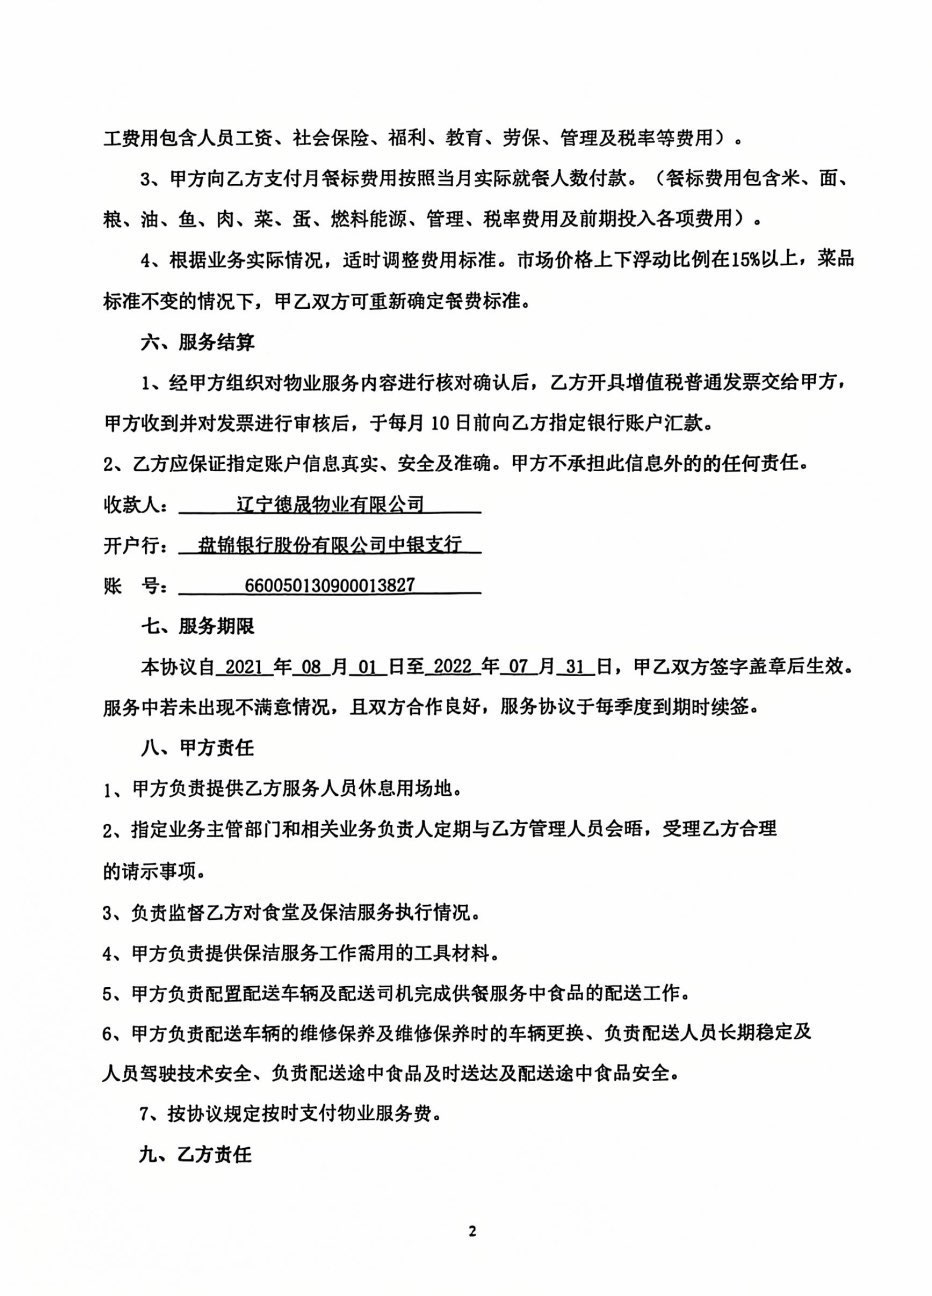 工费用包含人员工资、社会保险、福利、教育、劳保、管理及税率等费用）。
3、甲方向乙方支付月餐标费用按照当月实际就餐人数付款。（餐标费用包含米、面、
粮、油、鱼、肉、菜、蛋、燃料能源、管理、税率费用及前期投入各项费用）。
4、根据业务实际情况，适时调整费用标准。市场价格上下浮动比例在15%以上，菜品
标准不变的情况下，甲乙双方可重新确定餐费标准。
六、服务结算
1、经甲方组织对物业服务内容进行核对确认后，乙方开具增值税普通发票交给甲方，
甲方收到并对发票进行审核后，于每月10日前向乙方指定银行账户汇款。
2、乙方应保证指定账户信息真实、安全及准确。甲方不承担此信息外的的任何责任。
收款人：辽宁德晟物业有限公司
开户行：盘锦银行股份有限公司中银支行
账 号：660050130900013827
七、服务期限
本协议自 2021 年 08 月 01 日至 2022 年 07 月 31 日，甲乙双方签字盖章后生效。
服务中若未出现不满意情况，且双方合作良好，服务协议于每季度到期时续签。
八、甲方责任
1、甲方负责提供乙方服务人员休息用场地。
2、指定业务主管部门和相关业务负责人定期与乙方管理人员会晤，受理乙方合理
的请示事项。
3、负责监督乙方对食堂及保洁服务执行情况。
4、甲方负责提供保洁服务工作需用的工具材料。
5、甲方负责配置配送车辆及配送司机完成供餐服务中食品的配送工作。
6、甲方负责配送车辆的维修保养及维修保养时的车辆更换、负责配送人员长期稳定及
人员驾驶技术安全、负责配送途中食品及时送达及配送途中食品安全。
7、按协议规定按时支付物业服务费。
九、乙方责任
2